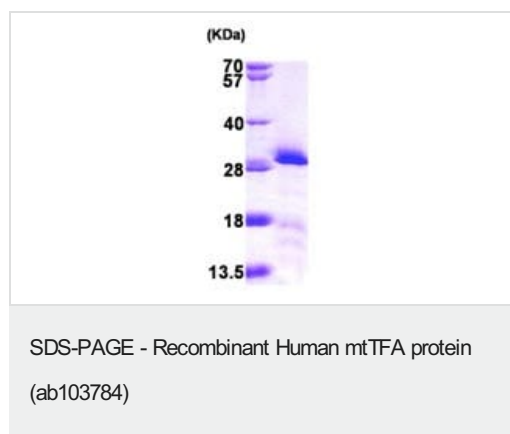 (KDa)
70
57
40
28
18
13.5
SDS-PAGE - Recombinant Human mtTFA protein
(ab103784)